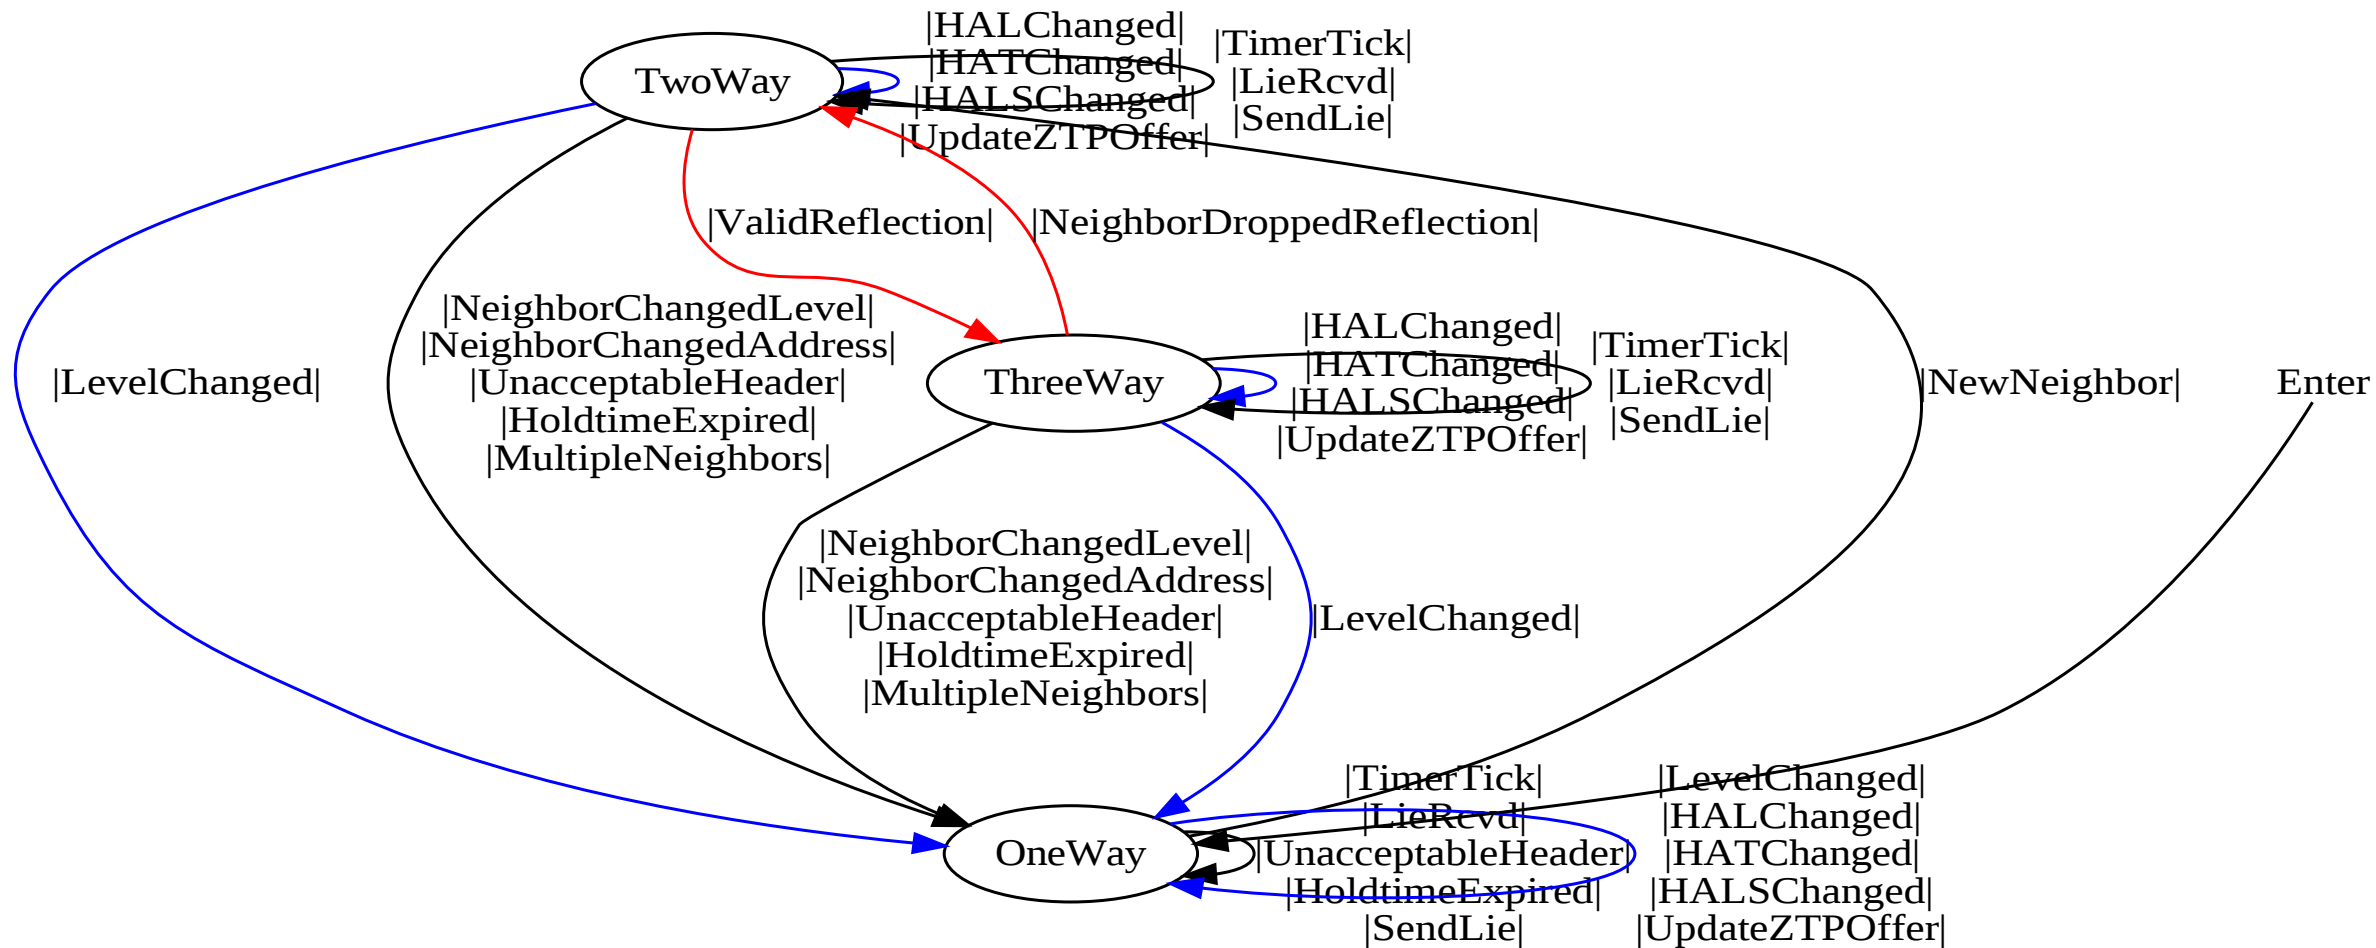 TwoWay
|HALChanged|
|HATChanged|
|HALSChanged|
|UpdateZTPOffer|
|TimerTick|
|LieRcvd|
|SendLie|
|ValidReflection|
|NeighborDroppedReflection|
|LevelChanged|
|NeighborChangedLevel|
|NeighborChangedAddress|
|UnacceptableHeader|
|HoldtimeExpired|
|MultipleNeighbors|
ThreeWay
|HALChanged|
|HATChanged|
|HALSChanged|
|UpdateZTPOffer|
|TimerTick|
|LieRcvd|
|SendLie|
|NewNeighbor|
Enter
|NeighborChangedLevel|
|NeighborChangedAddress|
|UnacceptableHeader|
|HoldtimeExpired|
|MultipleNeighbors|
|LevelChanged|
OneWay
|TimerTick|
|LieRcvd|
|UnacceptableHeader|
|HoldtimeExpired|
|SendLie|
|LevelChanged|
|HALChanged|
|HATChanged|
|HALSChanged|
|UpdateZTPOffer|